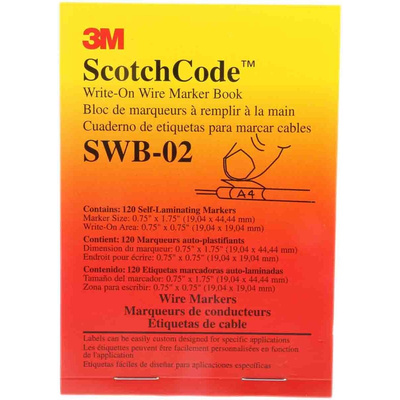 3M
ScotchCode™
Write-On Wire Marker Book
Bloc de marqueurs à remplir à la main
Cuaderno de etiquetas para marcar cables
SWB-02
A4
Contains: 120 Self-Laminating Markers
Marker Size: 0.75" x 1.75" (19,04 x 44,44 mm)
Write-On Area: 0.75" x 0.75" (19,04 x 19,04 mm)
Contient: 120 Marqueurs auto-plastifiants
Dimension du marqueur: 0.75" x 1.75" (19,04 x 44,44 mm)
Endroit pour écrire: 0.75" x 0.75" (19,04 x 19,04 mm)
Contenido: 120 Etiquetas marcadoras auto-laminadas
Tamaño del marcador: 0.75" x 1.75" (19,04 x 44,44 mm)
Zona para escribir: 0.75" x 0.75" (19,04 x 19,04 mm)
Wire Markers
Marqueurs de conducteurs
Etiquetas de cable
Labels can be easily custom designed for specific applications
Les étiquettes peuvent être facilement personnalisées en fonction
de l'application
Etiquetas fáciles de diseñar para aplicaciones específicas